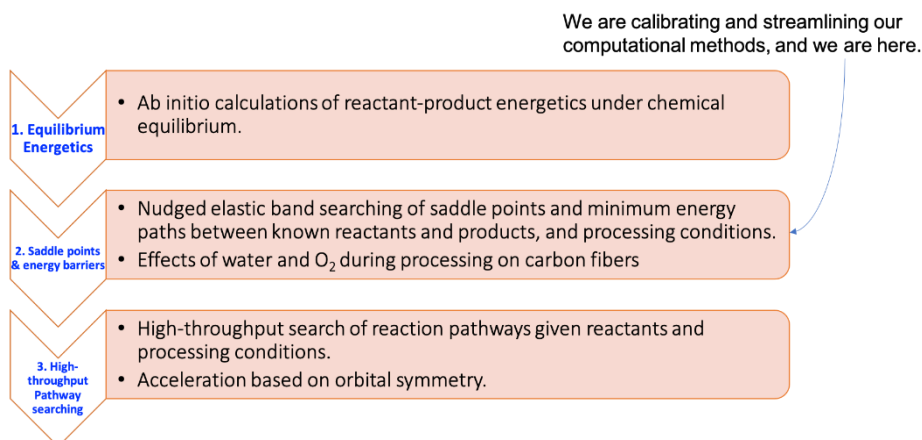 We are calibrating and streamlining our
computational methods, and we are here.
• Ab initio calculations of reactant-product energetics under chemical
equilibrium.
1. Equilibrium
Energetics
• Nudged elastic band searching of saddle points and minimum energy
paths between known reactants and products, and processing conditions.
• Effects of water and O₂ during processing on carbon fibers
2. Saddle points
& energy barriers
• High-throughput search of reaction pathways given reactants and
processing conditions.
• Acceleration based on orbital symmetry.
3. High-
throughput
Pathway
searching